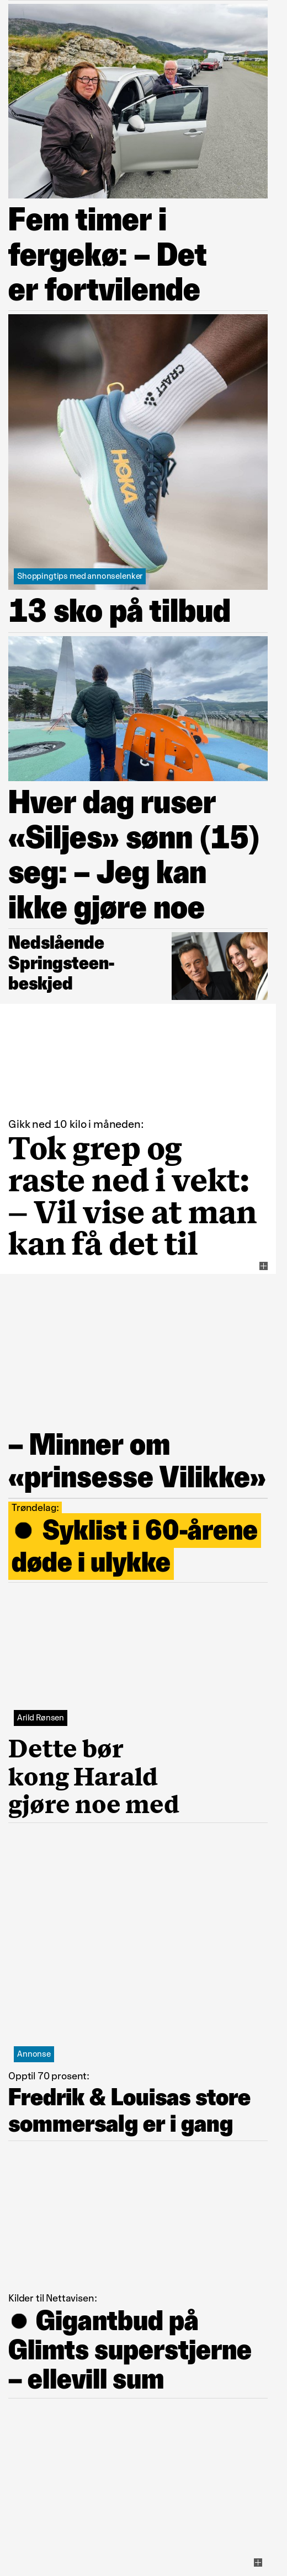 Fem timer i
fergekø: – Det
er fortvilende
CRAFT
HOKA
Shoppingtips med annonselenker
13 sko på tilbud
Hver dag ruser
«Siljes» sønn (15)
seg: – Jeg kan
ikke gjøre noe
Nedslående
Springsteen-
beskjed
Gikk ned 10 kilo i måneden:
Tok grep og
raste ned i vekt:
– Vil vise at man
kan få det til
– Minner om
«prinsesse Vilikke»
Trøndelag:
● Syklist i 60-årene
døde i ulykke
Arild Rønsen
Dette bør
kong Harald
gjøre noe med
Annonse
Opptil 70 prosent:
Fredrik & Louisas store
sommersalg er i gang
Kilder til Nettavisen:
● Gigantbud på
Glimts superstjerne
– ellevill sum